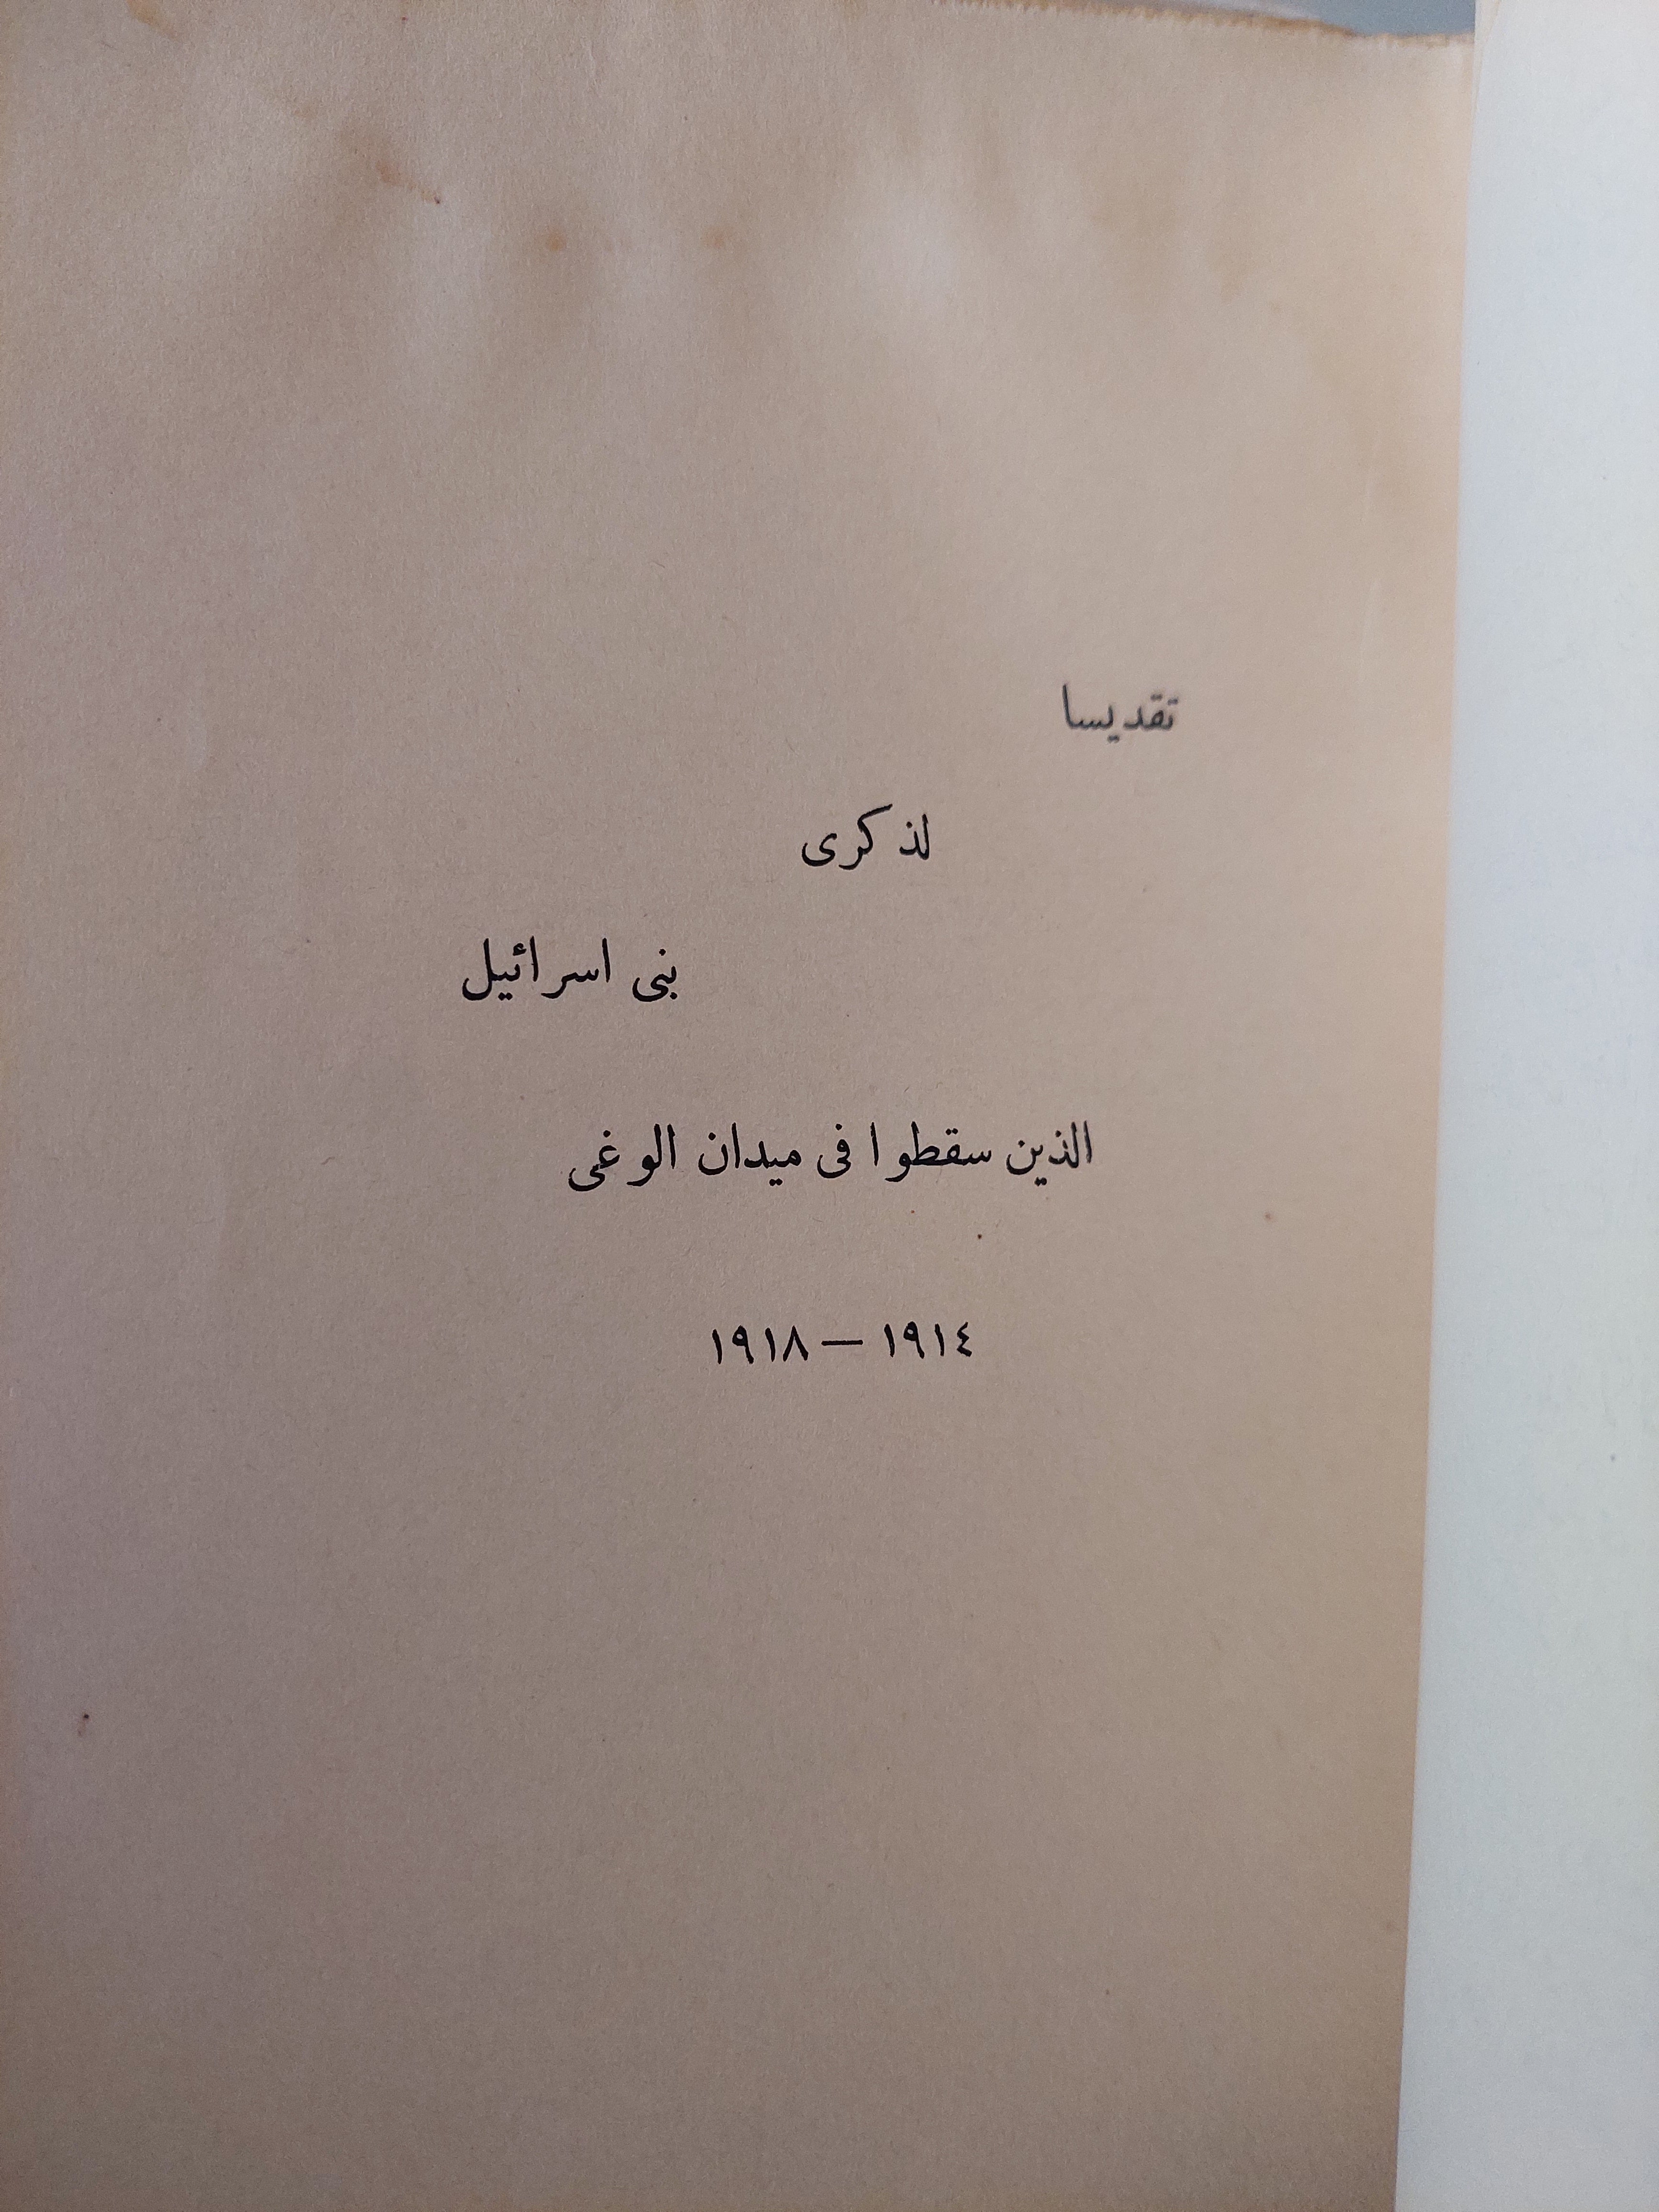 تقديسا
لذكرى
بنى اسرائيل
الذين سقطوا فى ميدان الوغى
١٩١٤ — ١٩١٨